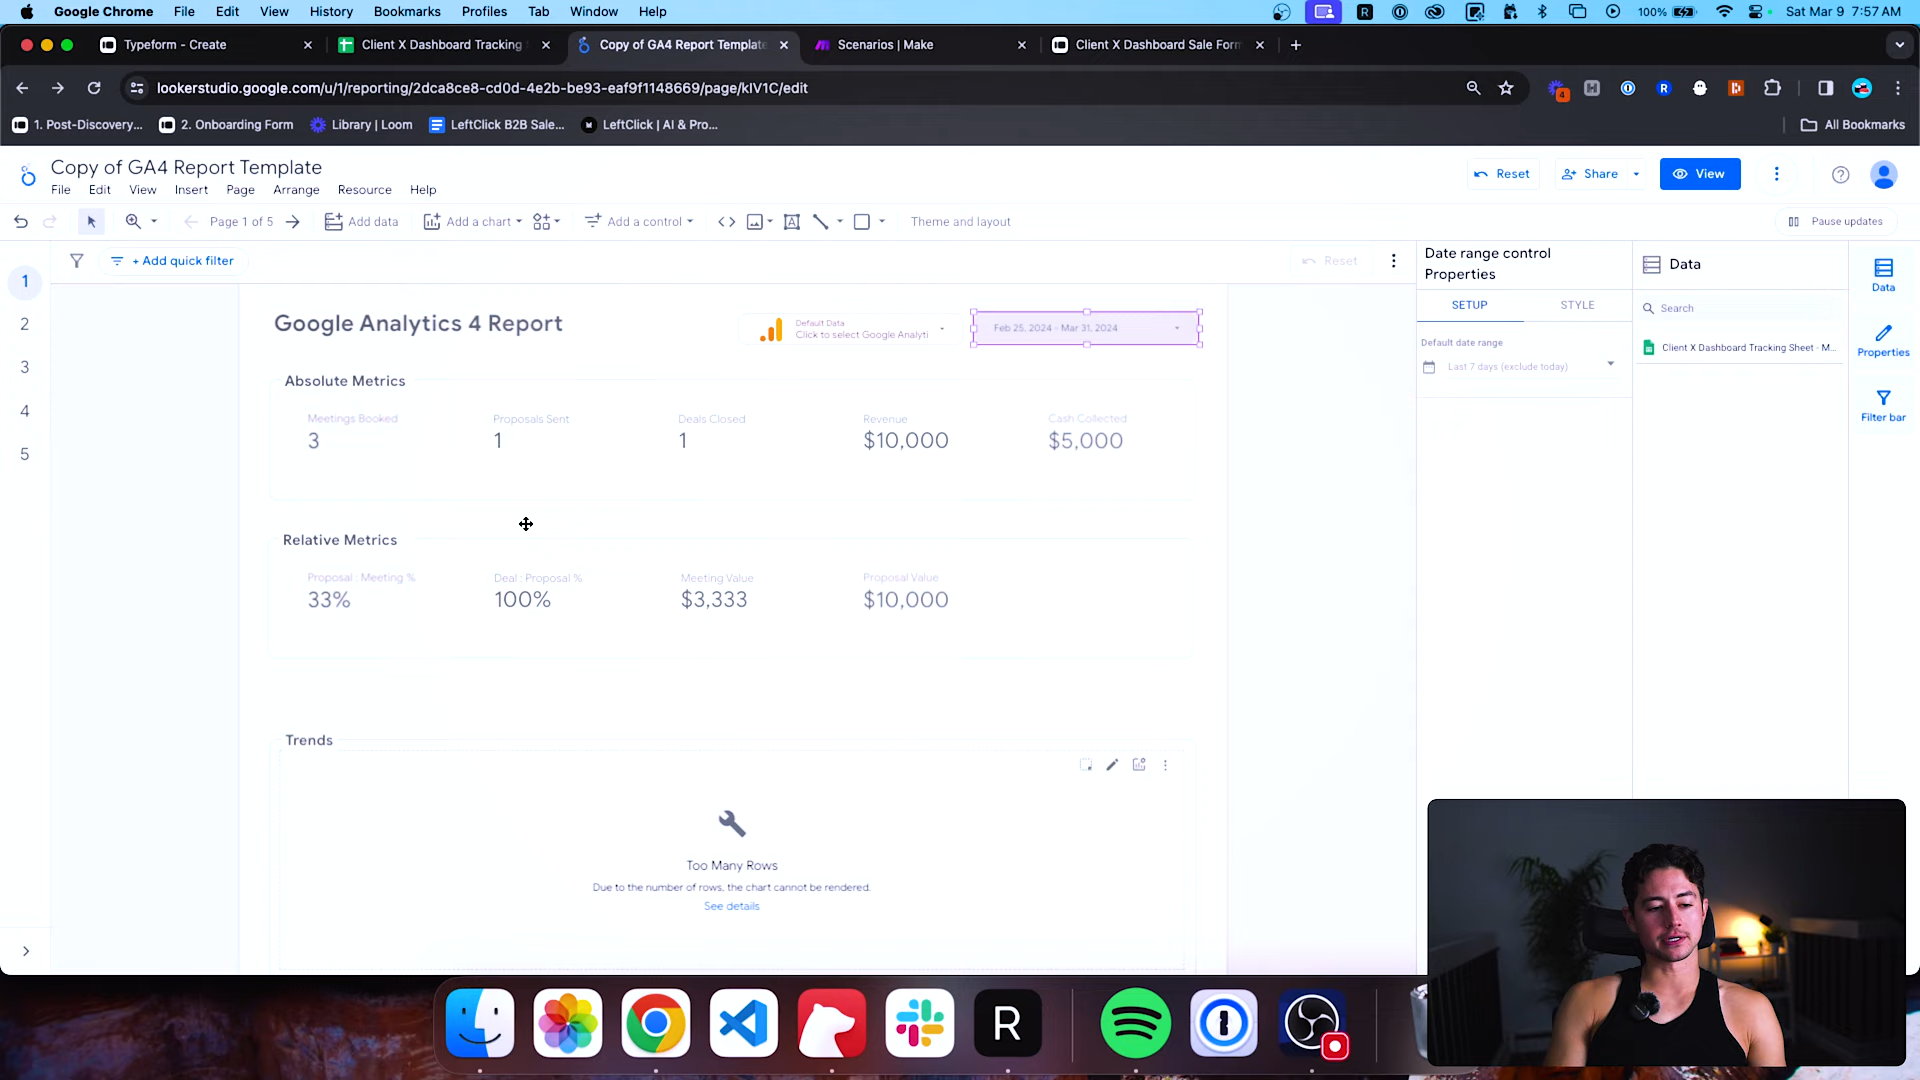 Google Chrome File Edit View History Bookmarks Profiles Tab Window Help
100% Sat Mar 9 7:57 AM
Typeform - Create
Client X Dashboard Tracking
Copy of GA4 Report Template
Scenarios | Make
Client X Dashboard Sale Form
lookerstudio.google.com/u/1/reporting/2dca8ce8-cd0d-4e2b-be93-eaf9f1148669/page/kIV1C/edit
4
1. Post-Discovery...
2. Onboarding Form
Library | Loom
LeftClick B2B Sale...
LeftClick | AI & Pro...
All Bookmarks
Copy of GA4 Report Template
File Edit View Insert Page Arrange Resource Help
Reset
Share
View
Page 1 of 5
Add data
Add a chart
Add a control
Theme and layout
Pause updates
+ Add quick filter
Reset
1
2
3
4
5
Google Analytics 4 Report
Default Data
Click to select Google Analyti
Feb 25, 2024 - Mar 31, 2024
Absolute Metrics
Meetings Booked
3
Proposals Sent
1
Deals Closed
1
Revenue
$10,000
Cash Collected
$5,000
Relative Metrics
Proposal : Meeting %
33%
Deal : Proposal %
100%
Meeting Value
$3,333
Proposal Value
$10,000
Trends
Too Many Rows
Due to the number of rows, the chart cannot be rendered.
See details
Date range control
Properties
SETUP
STYLE
Default date range
Last 7 days (exclude today)
Data
Search
Client X Dashboard Tracking Sheet - M...
Data
Properties
Filter bar
R